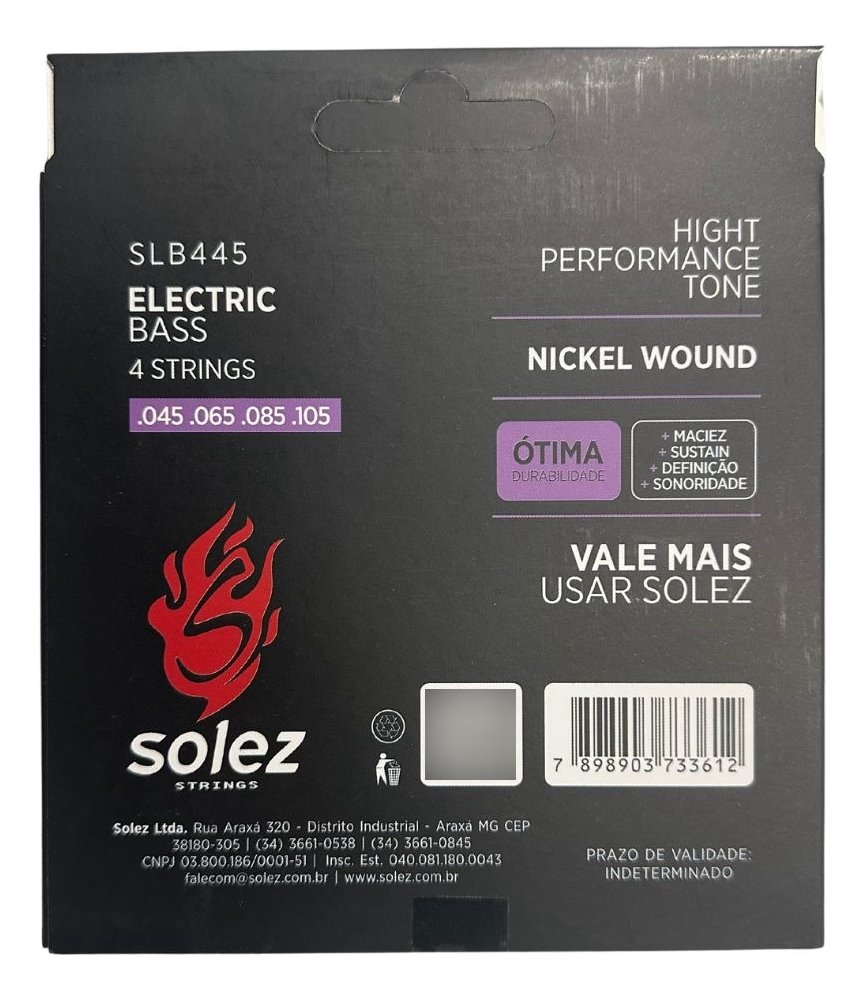 SLB445
ELECTRIC
BASS
4 STRINGS
.045 .065 .085 .105
HIGHT
PERFORMANCE
TONE
NICKEL WOUND
ÓTIMA
DURABILIDADE
+ MACIEZ
+ SUSTAIN
+ DEFINIÇÃO
+ SONORIDADE
VALE MAIS
USAR SOLEZ
solez
STRINGS
7 898903 733612
Solez Ltda. Rua Araxá 320 - Distrito Industrial - Araxá MG CEP
38180-305 | (34) 3661-0538 | (34) 3661-0845
CNPJ 03.800.186/0001-51 | Insc. Est. 040.081.180.0043
falecom@solez.com.br | www.solez.com.br
PRAZO DE VALIDADE:
INDETERMINADO